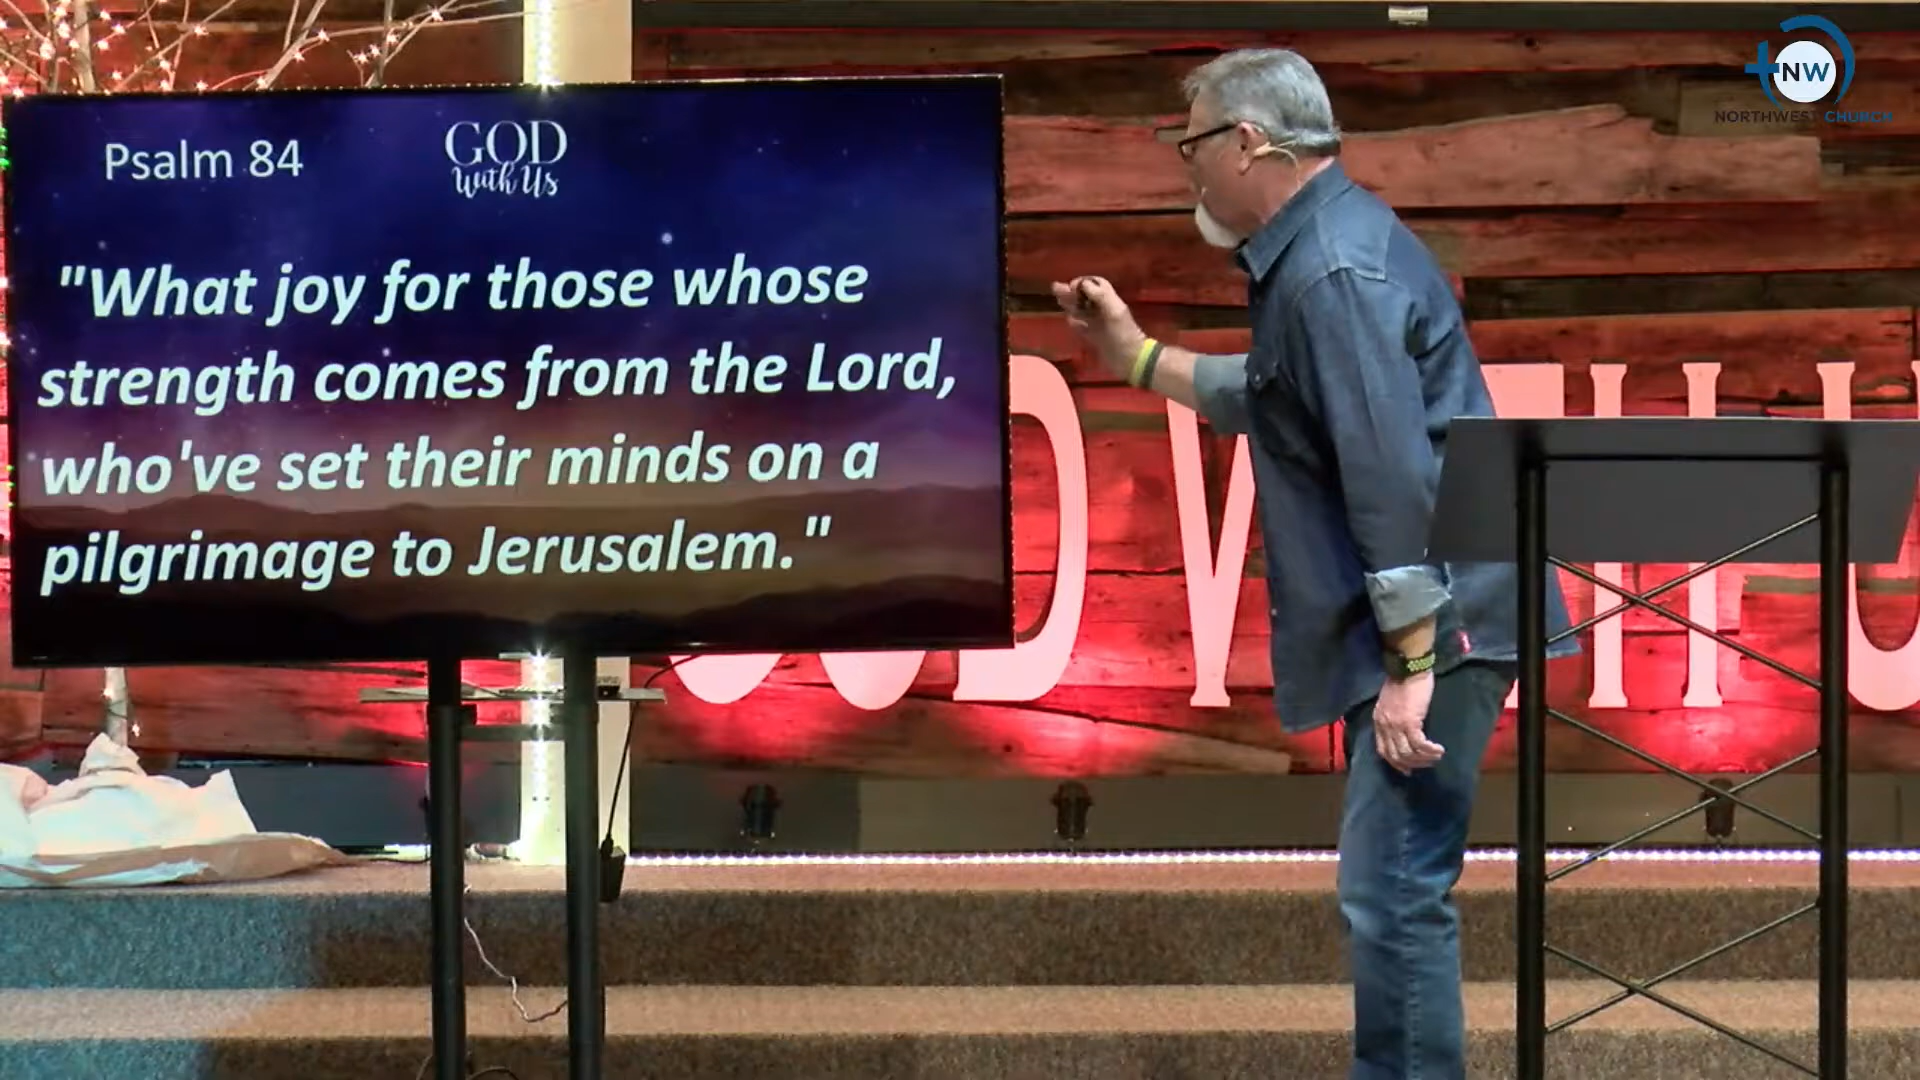 Psalm 84
GOD
With Us
"What joy for those whose
strength comes from the Lord,
who've set their minds on a
pilgrimage to Jerusalem."
NW
NORTHWEST CHURCH